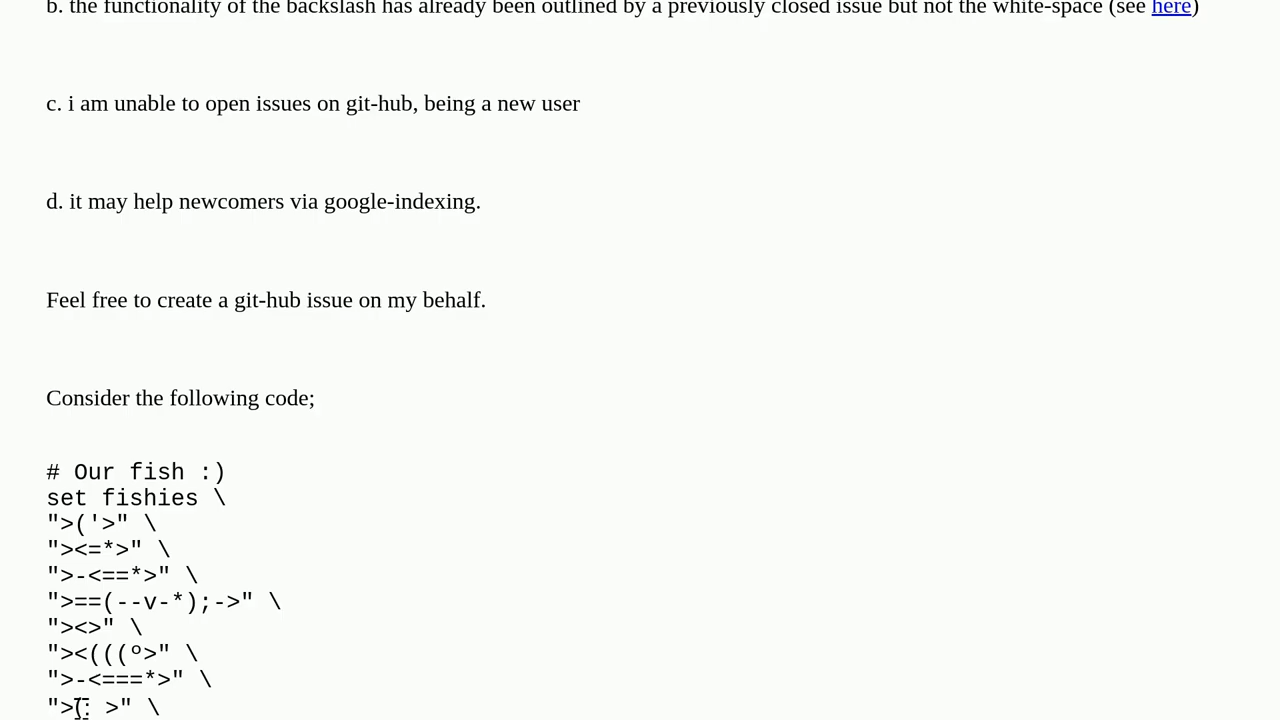 b. the functionality of the backslash has already been outlined by a previously closed issue but not the white-space (see here)
c. i am unable to open issues on git-hub, being a new user
d. it may help newcomers via google-indexing.
Feel free to create a git-hub issue on my behalf.
Consider the following code;
# Our fish :)
set fishies \
">('>" \
"><=*>" \
">-<==*>" \
">==(--v-*);->" \
"><>" \
"><(((º>" \
">-<===*>" \